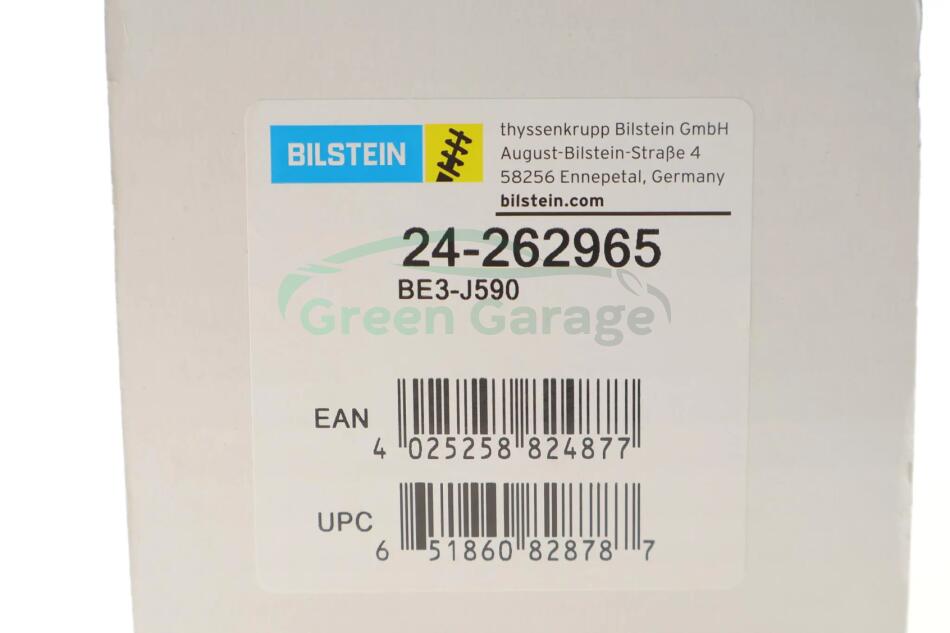 BILSTEIN
thyssenkrupp Bilstein GmbH
August-Bilstein-Straße 4
58256 Ennepetal, Germany
bilstein.com
24-262965
BE3-J590
Green Garage
EAN
4 025258 824877
UPC
6 51860 82878 7